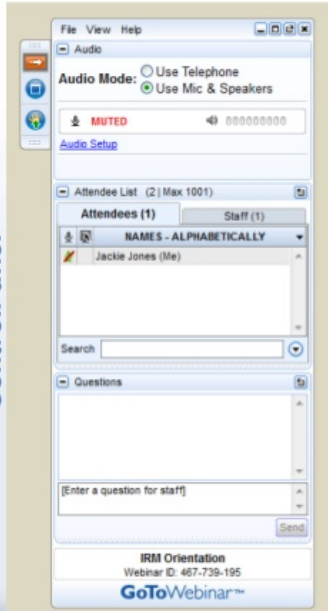 File View Help
Audio
Audio Mode: Use Telephone
Use Mic & Speakers
MUTED 000000000
Audio Setup
Attendee List (2 | Max 1001)
Attendees (1) Staff (1)
NAMES - ALPHABETICALLY
Jackie Jones (Me)
Search
Questions
[Enter a question for staff]
Send
IRM Orientation
Webinar ID: 467-739-195
GoToWebinar™